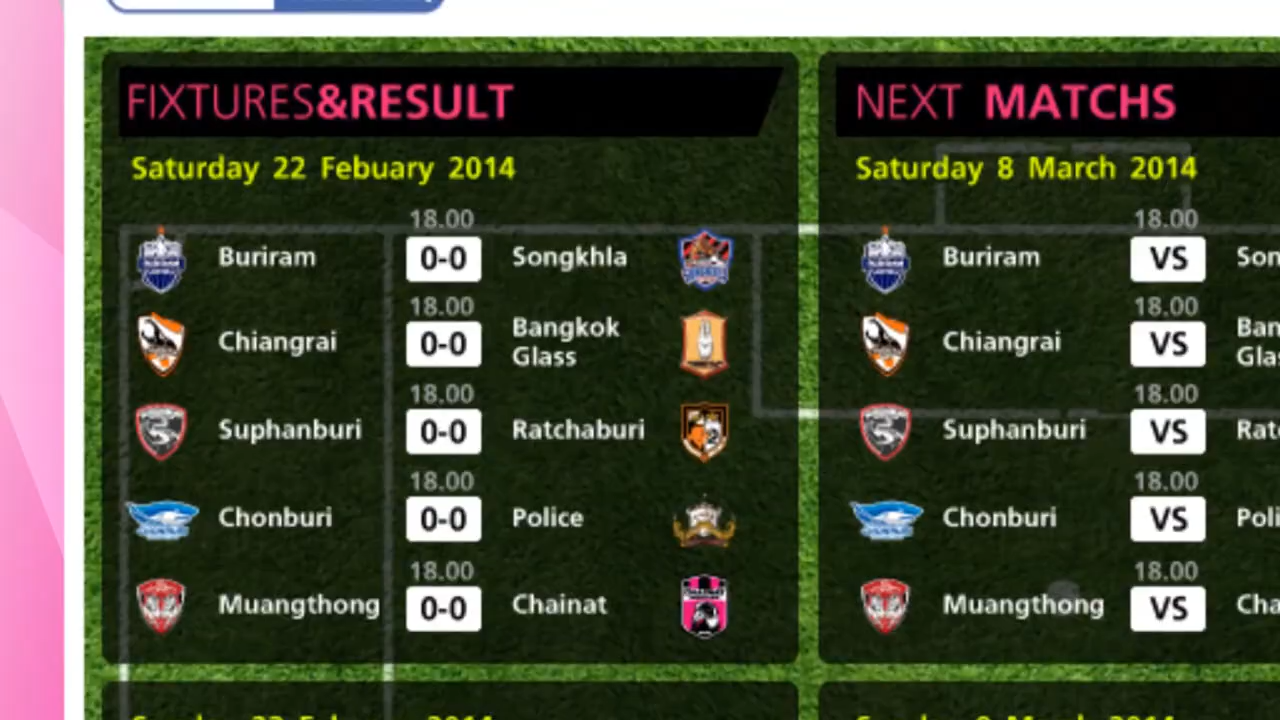 FIXTURES&RESULT
Saturday 22 Febuary 2014
18.00
Buriram 0-0 Songkhla
18.00
Chiangrai 0-0 Bangkok Glass
18.00
Suphanburi 0-0 Ratchaburi
18.00
Chonburi 0-0 Police
18.00
Muangthong 0-0 Chainat
NEXT MATCHS
Saturday 8 March 2014
18.00
Buriram VS
18.00
Chiangrai VS
18.00
Suphanburi VS
18.00
Chonburi VS
18.00
Muangthong VS